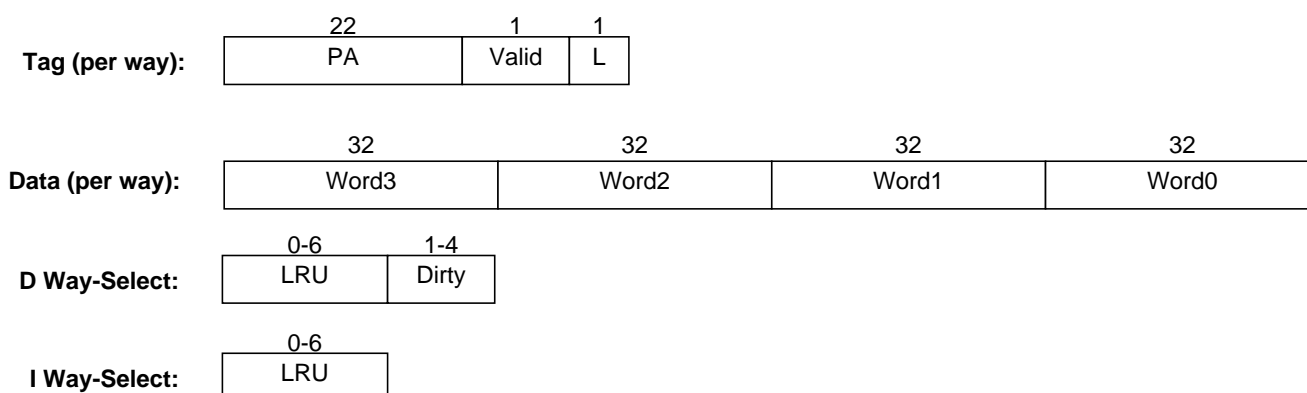 22 1 1
Tag (per way): PA Valid L
32 32 32 32
Data (per way): Word3 Word2 Word1 Word0
0-6 1-4
D Way-Select: LRU Dirty
0-6
I Way-Select: LRU